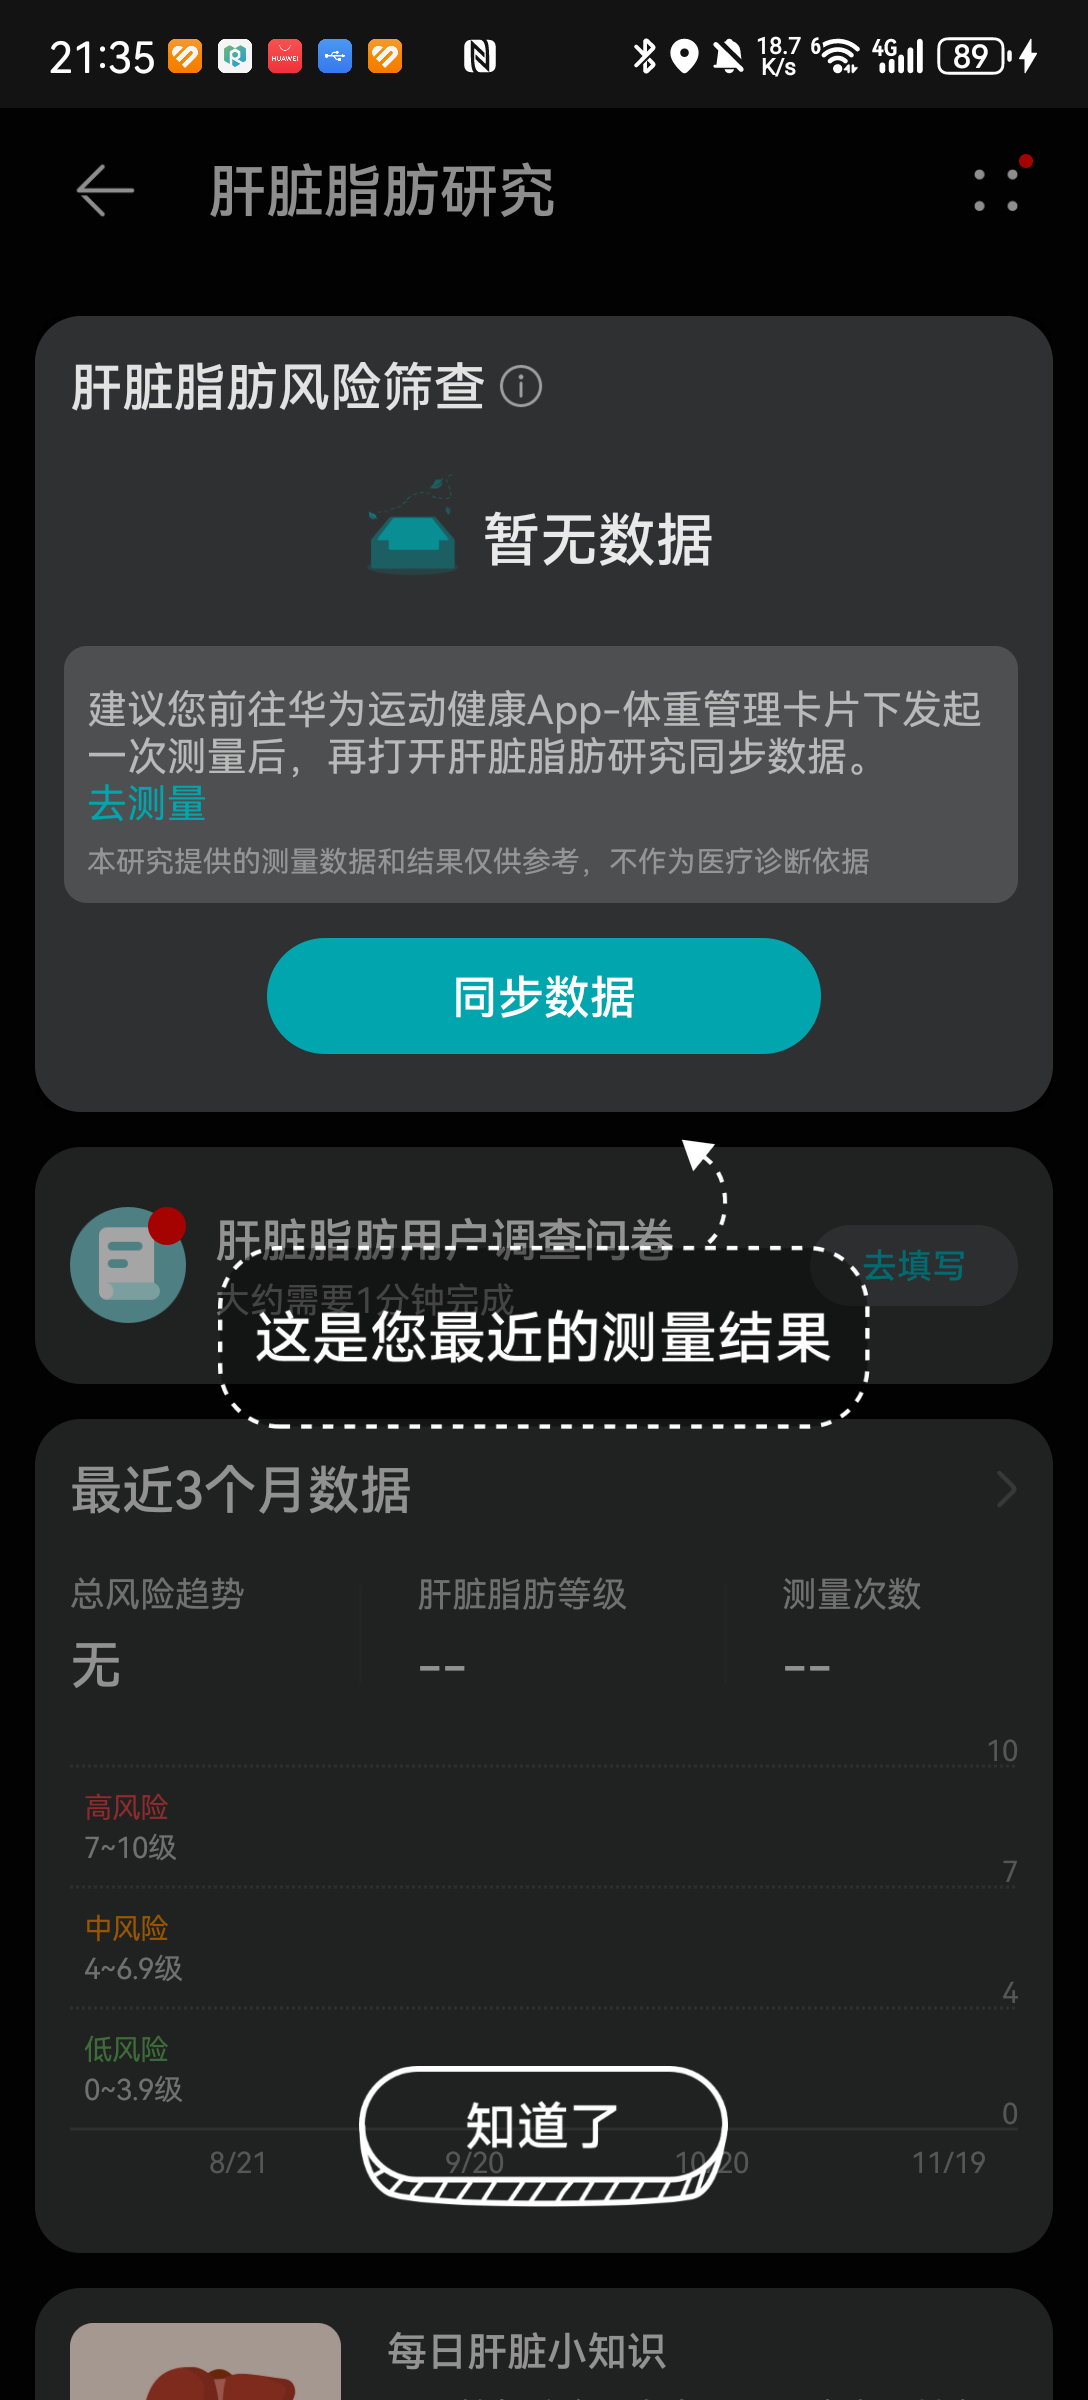 21:35
HUAWEI
18.7 K/s
6
4G
89
肝脏脂肪研究
肝脏脂肪风险筛查
暂无数据
建议您前往华为运动健康App-体重管理卡片下发起
一次测量后，再打开肝脏脂肪研究同步数据。
去测量
本研究提供的测量数据和结果仅供参考，不作为医疗诊断依据
同步数据
肝脏脂肪用户调查问卷
大约需要1分钟完成
去填写
这是您最近的测量结果
最近3个月数据
总风险趋势
肝脏脂肪等级
测量次数
无
--
--
10
高风险
7~10级
7
中风险
4~6.9级
4
低风险
0~3.9级
0
知道了
8/21
9/20
10/20
11/19
每日肝脏小知识